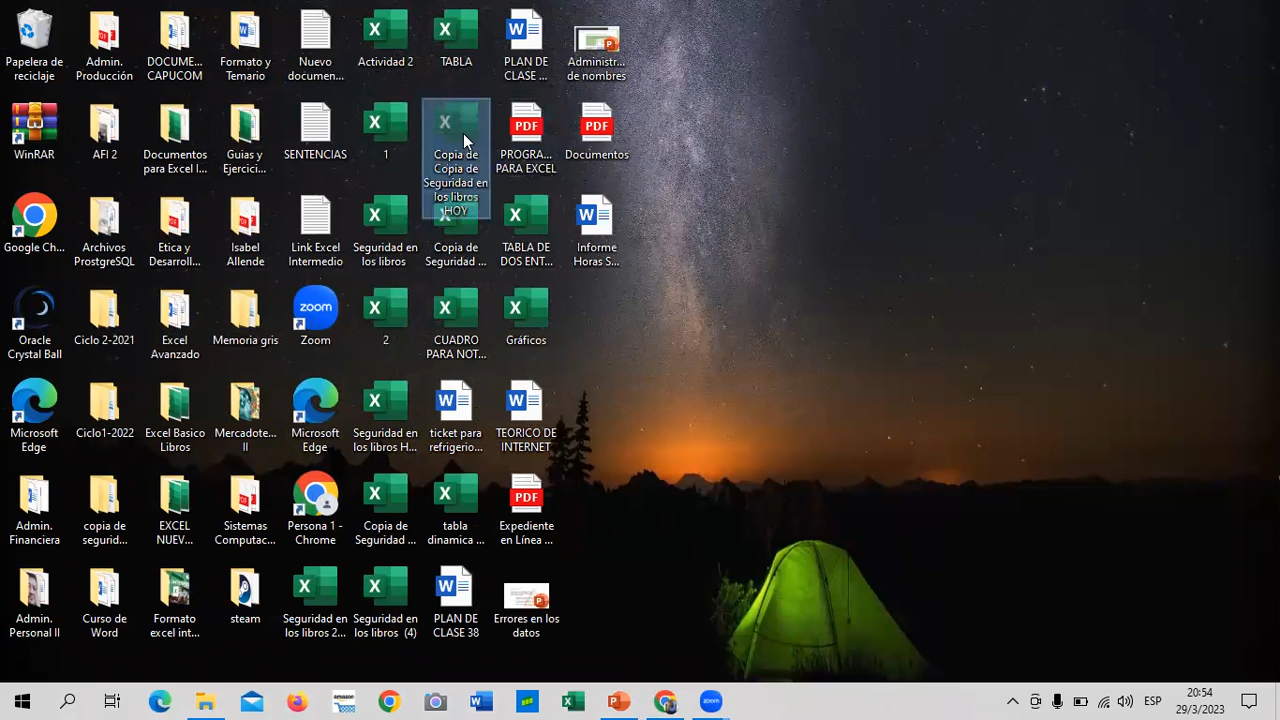 Papelera de
reciclaje
Admin.
Producción
DOCUME...
CAPUCOM
Formato y
Temario
Nuevo
documen...
Actividad 2
TABLA
PLAN DE
CLASE ...
Administr...
de nombres
WinRAR
AFI 2
Documentos
para Excel I...
Guias y
Ejercici...
SENTENCIAS
1
Copia de
Copia de
Seguridad en
los libros
HOY
PDF
PROGRA...
PARA EXCEL
PDF
Documentos
Google Ch...
Archivos
ProstgreSQL
Etica y
Desarroll...
Isabel
Allende
Link Excel
Intermedio
Seguridad en
los libros
Copia de
Seguridad ...
TABLA DE
DOS ENT...
Informe
Horas S...
Oracle
Crystal Ball
Ciclo 2-2021
Excel
Avanzado
Memoria gris
zoom
Zoom
2
CUADRO
PARA NOT...
Gráficos
Microsoft
Edge
Ciclo1-2022
Excel Basico
Libros
Mercadote...
II
Microsoft
Edge
Seguridad en
los libros H...
ticket para
refrigerio...
TEORICO DE
INTERNET
Admin.
Financiera
copia de
segurid...
EXCEL
NUEV...
Sistemas
Computac...
Persona 1 -
Chrome
Copia de
Seguridad ...
tabla
dinamica ...
PDF
Expediente
en Línea ...
Admin.
Personal II
Curso de
Word
Formato
excel int...
steam
Seguridad en
los libros 2...
Seguridad en
los libros (4)
PLAN DE
CLASE 38
Errores en los
datos
amazon
zoom
ESP
20:54
29/3/2023